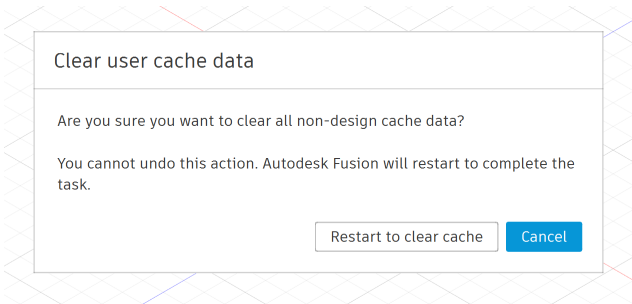 Clear user cache data
Are you sure you want to clear all non-design cache data?
You cannot undo this action. Autodesk Fusion will restart to complete the
task.
Restart to clear cache
Cancel